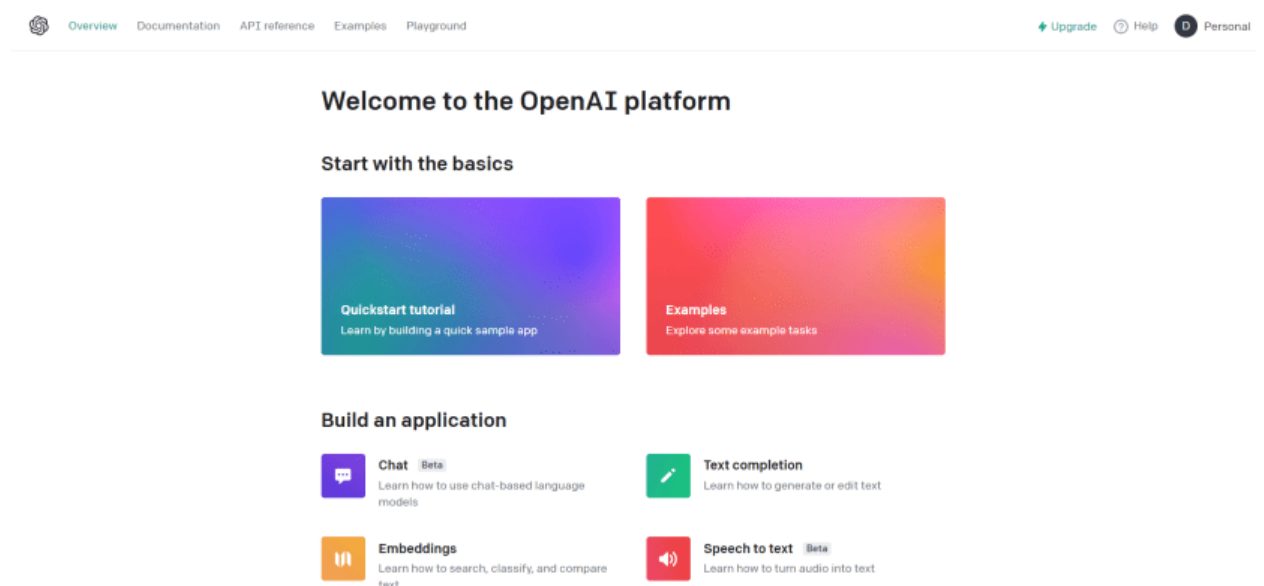 Overview Documentation API reference Examples Playground Upgrade ? Help D Personal
Welcome to the OpenAI platform
Start with the basics
Quickstart tutorial
Learn by building a quick sample app
Examples
Explore some example tasks
Build an application
Chat Beta
Learn how to use chat-based language
models
Text completion
Learn how to generate or edit text
Embeddings
Learn how to search, classify, and compare
text
Speech to text Beta
Learn how to turn audio into text